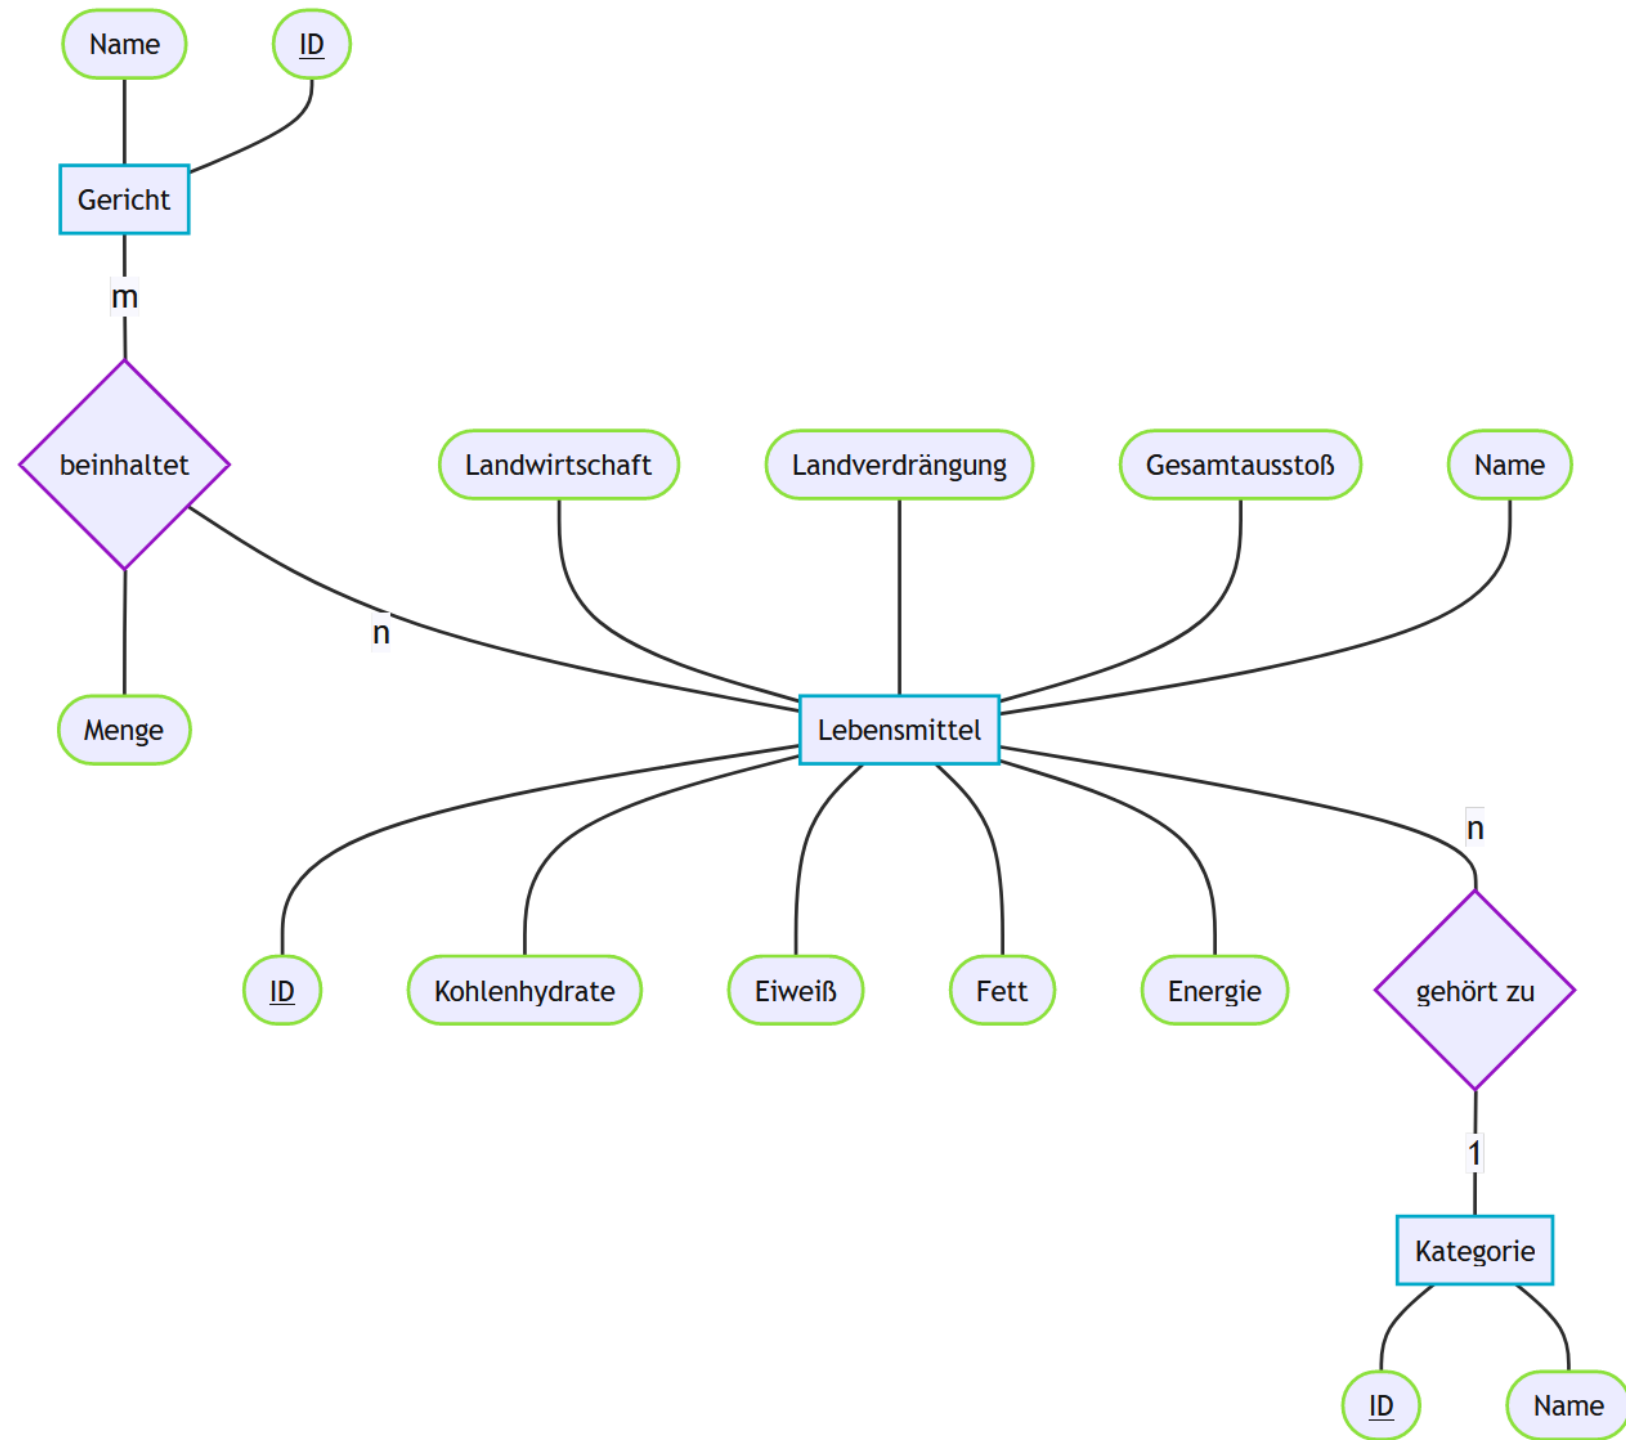 Name
ID
Gericht
m
beinhaltet
Landwirtschaft
Landverdrängung
Gesamtausstoß
Name
n
Menge
Lebensmittel
n
ID
Kohlenhydrate
Eiweiß
Fett
Energie
gehört zu
1
Kategorie
ID
Name